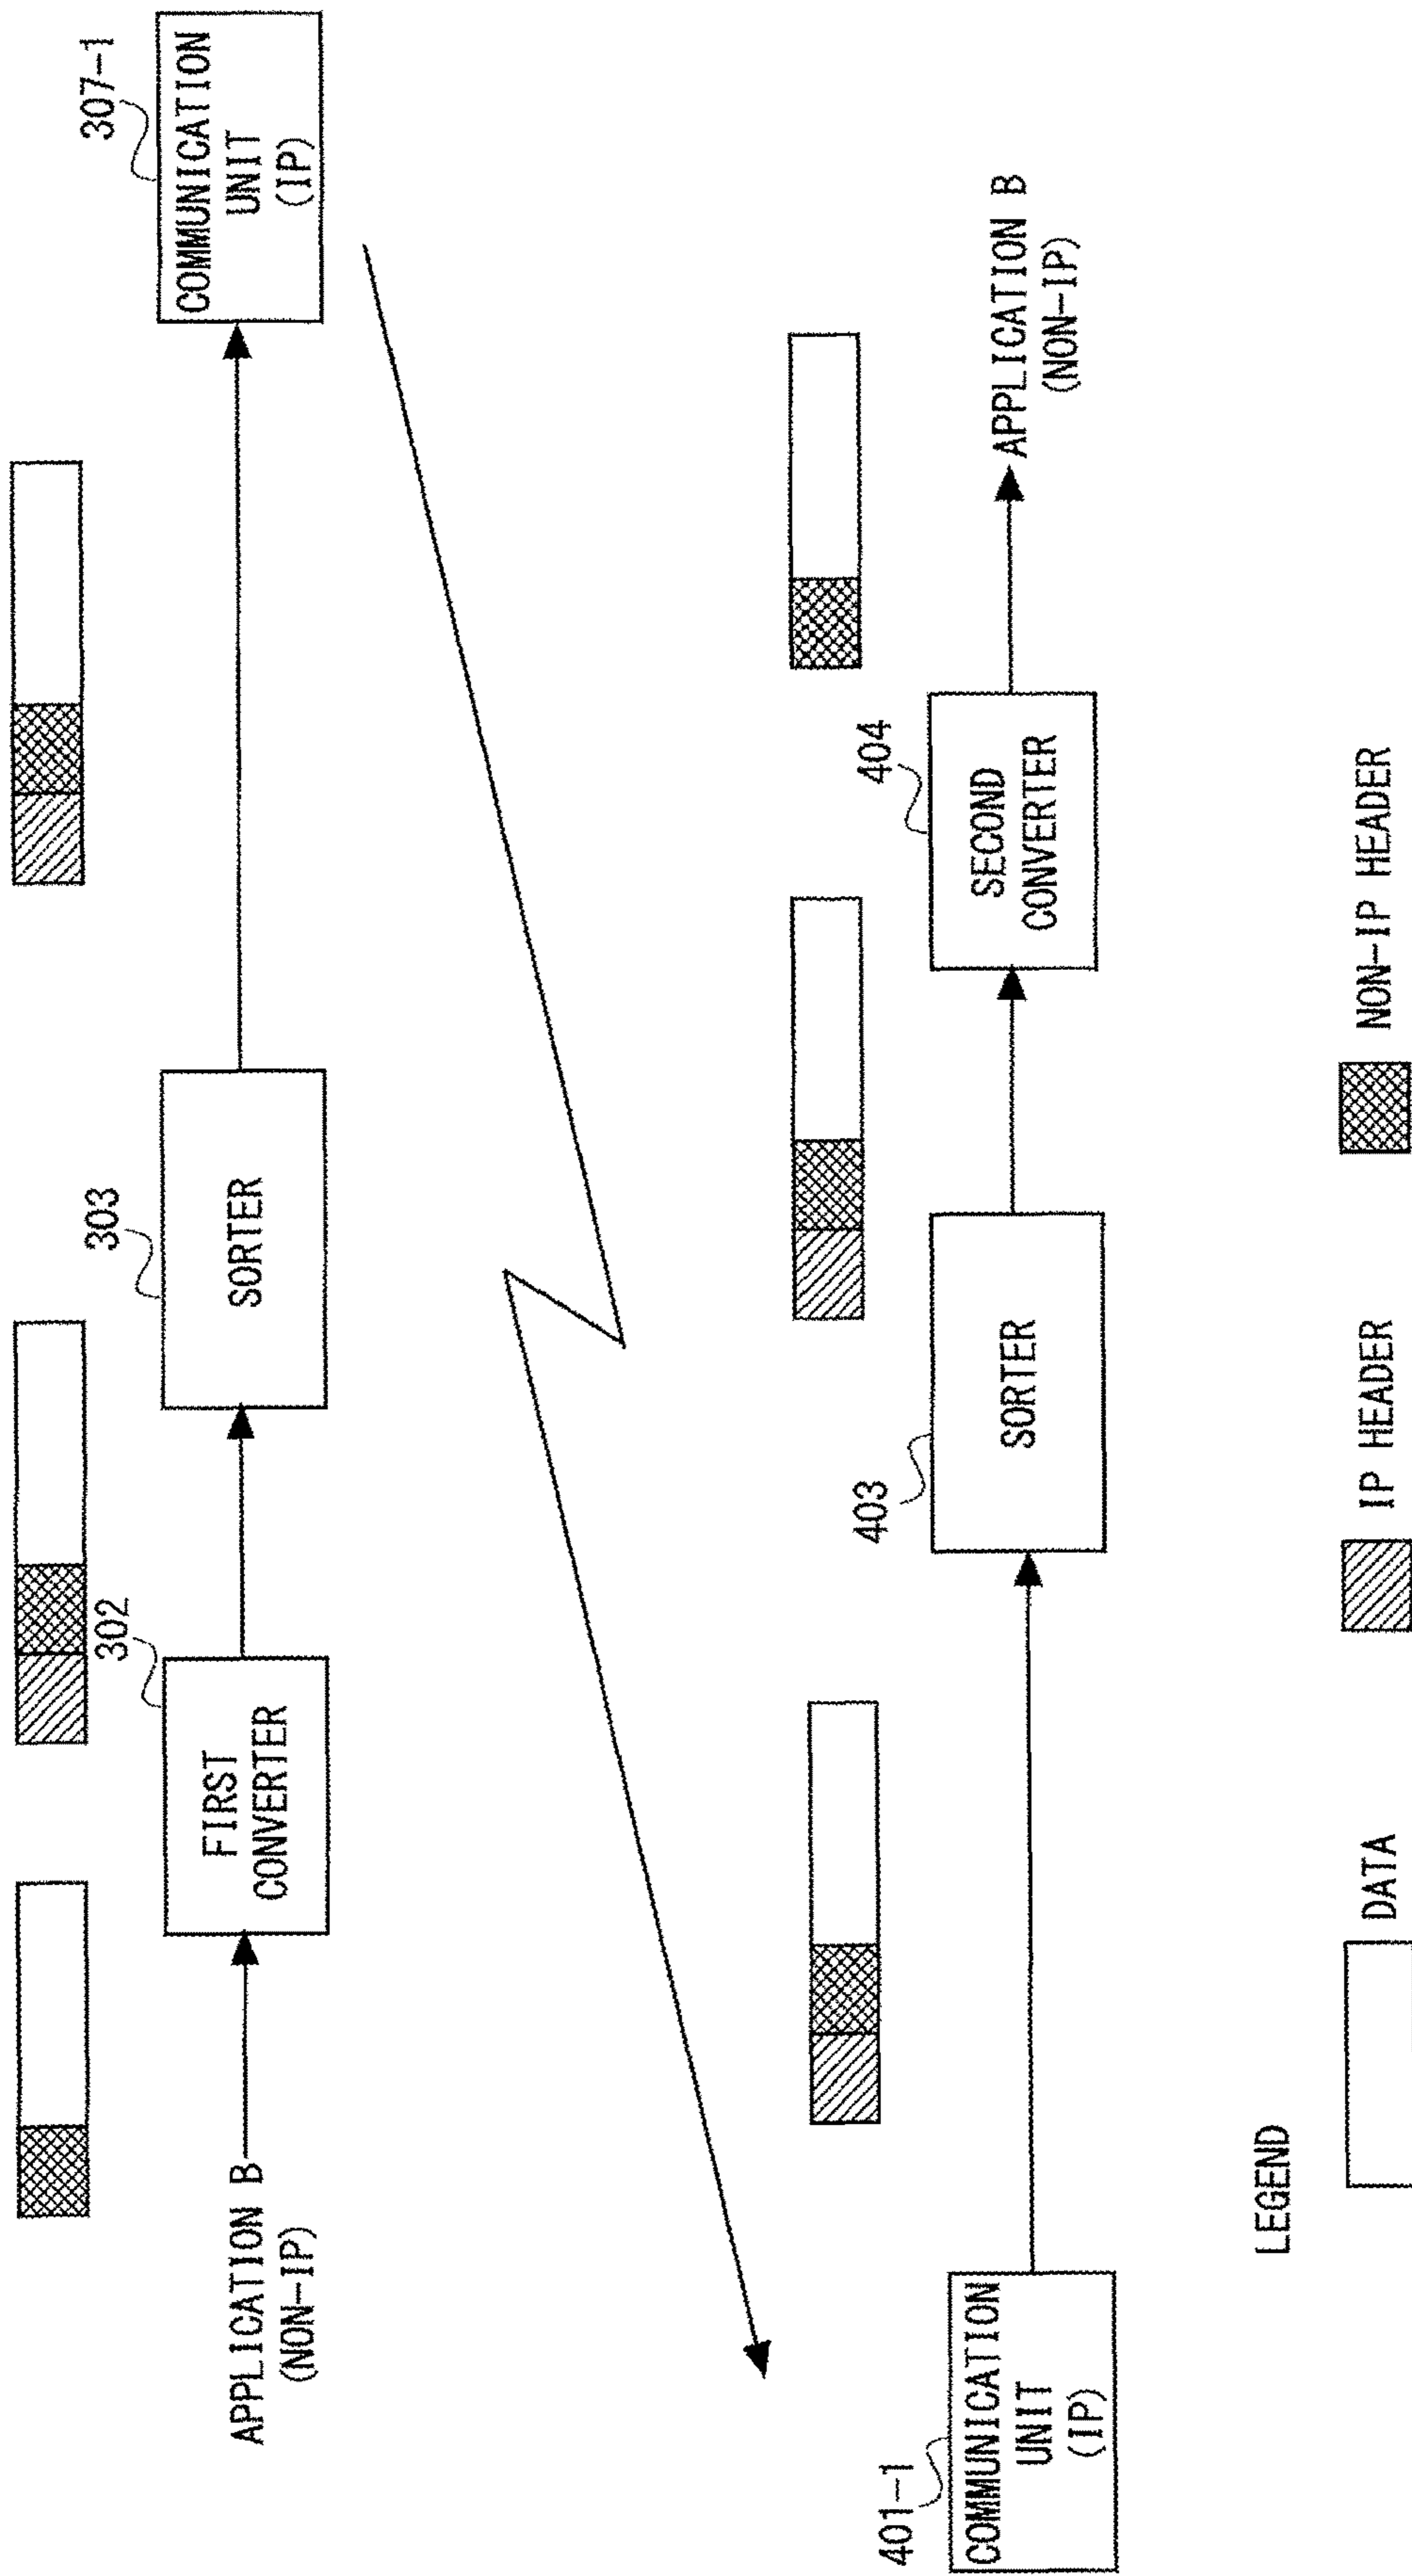 APPLICATION B
(NON-IP)
302
FIRST
CONVERTER
303
SORTER
307-1
COMMUNICATION
UNIT
(IP)
401-1
COMMUNICATION
UNIT
(IP)
403
SORTER
404
SECOND
CONVERTER
APPLICATION B
(NON-IP)
LEGEND
DATA
IP HEADER
NON-IP HEADER